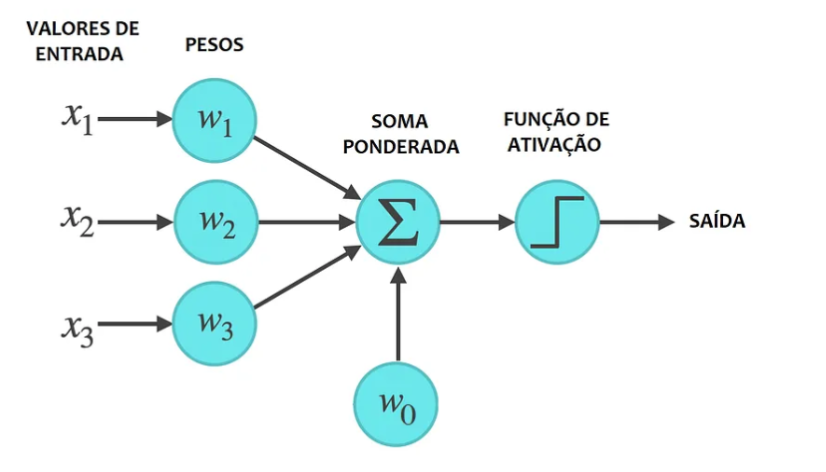 VALORES DE
ENTRADA
PESOS
x1
w1
SOMA
PONDERADA
FUNÇÃO DE
ATIVAÇÃO
x2
w2
Σ
SAÍDA
x3
w3
w0